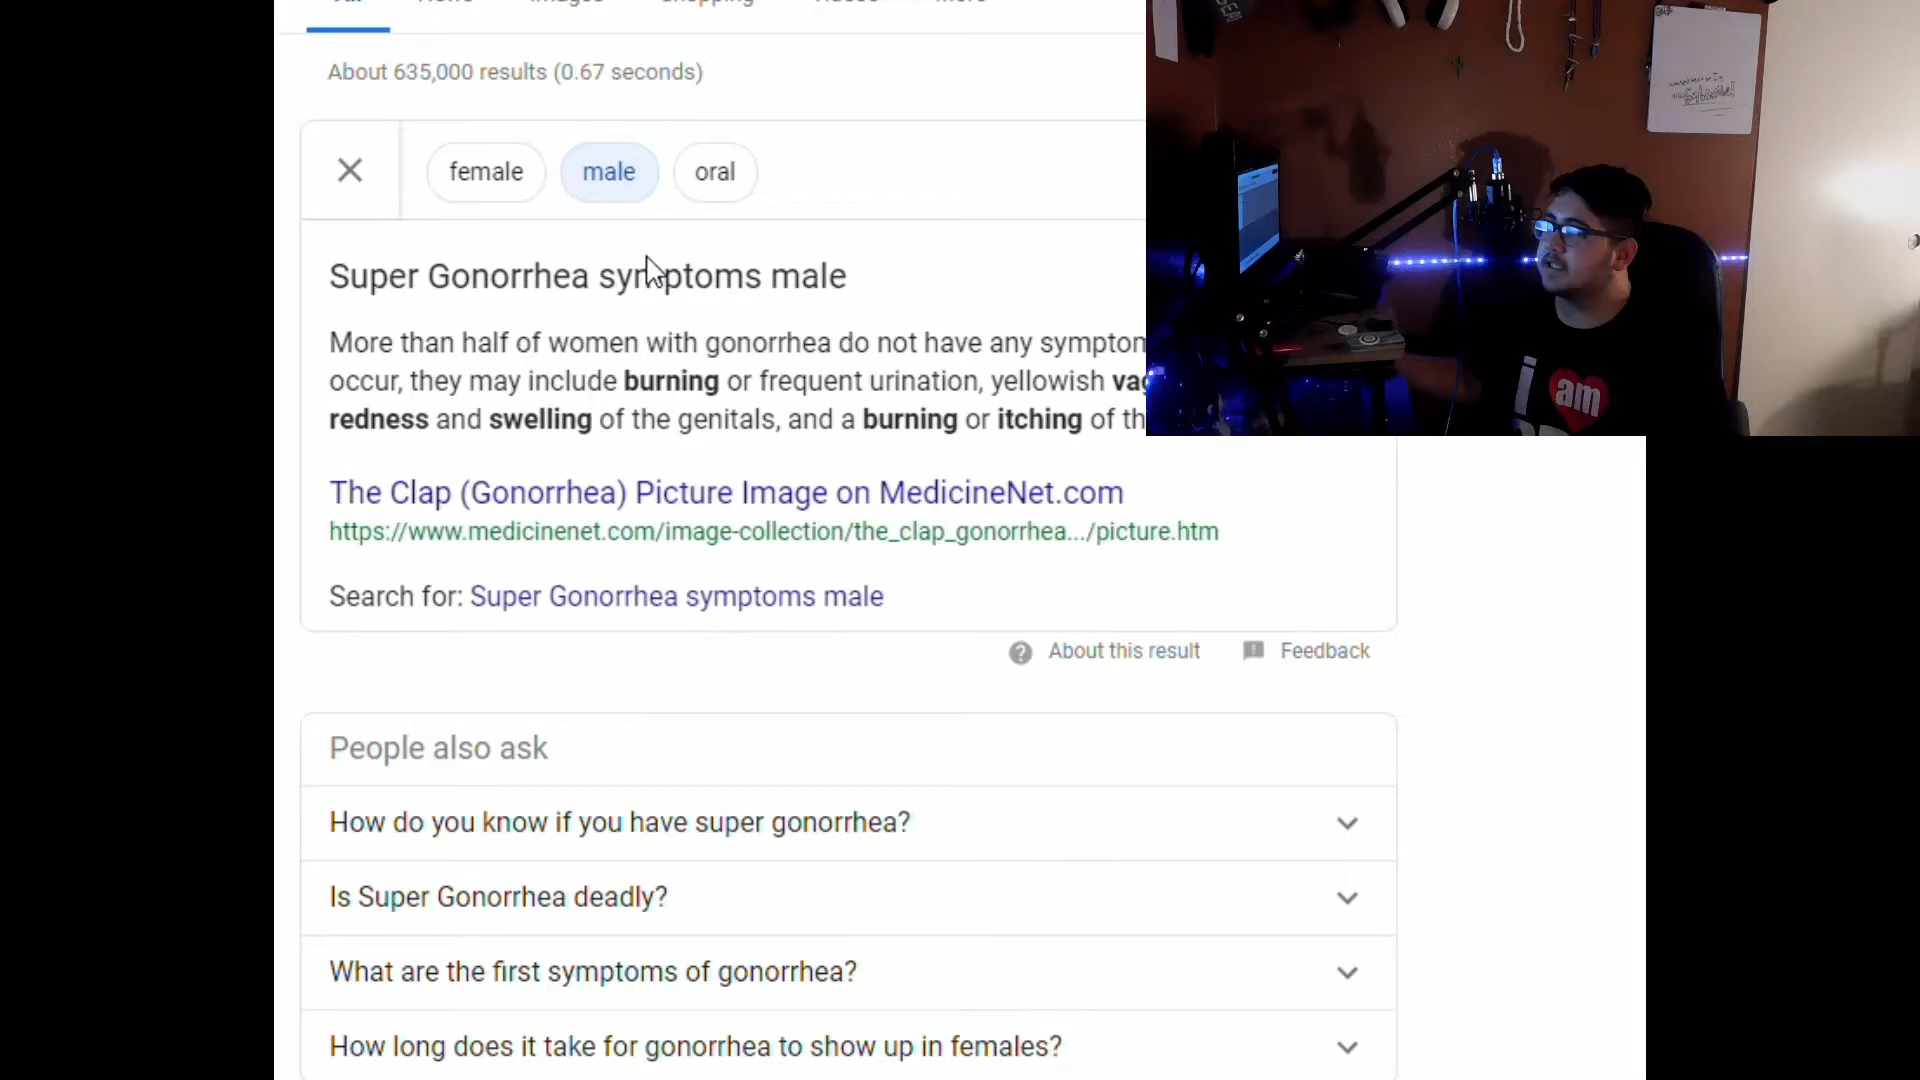 About 635,000 results (0.67 seconds)
female
male
oral
Super Gonorrhea symptoms male
More than half of women with gonorrhea do not have any symptom
occur, they may include burning or frequent urination, yellowish vag
redness and swelling of the genitals, and a burning or itching of th
The Clap (Gonorrhea) Picture Image on MedicineNet.com
https://www.medicinenet.com/image-collection/the_clap_gonorrhea.../picture.htm
Search for: Super Gonorrhea symptoms male
About this result
Feedback
People also ask
How do you know if you have super gonorrhea?
Is Super Gonorrhea deadly?
What are the first symptoms of gonorrhea?
How long does it take for gonorrhea to show up in females?
i am